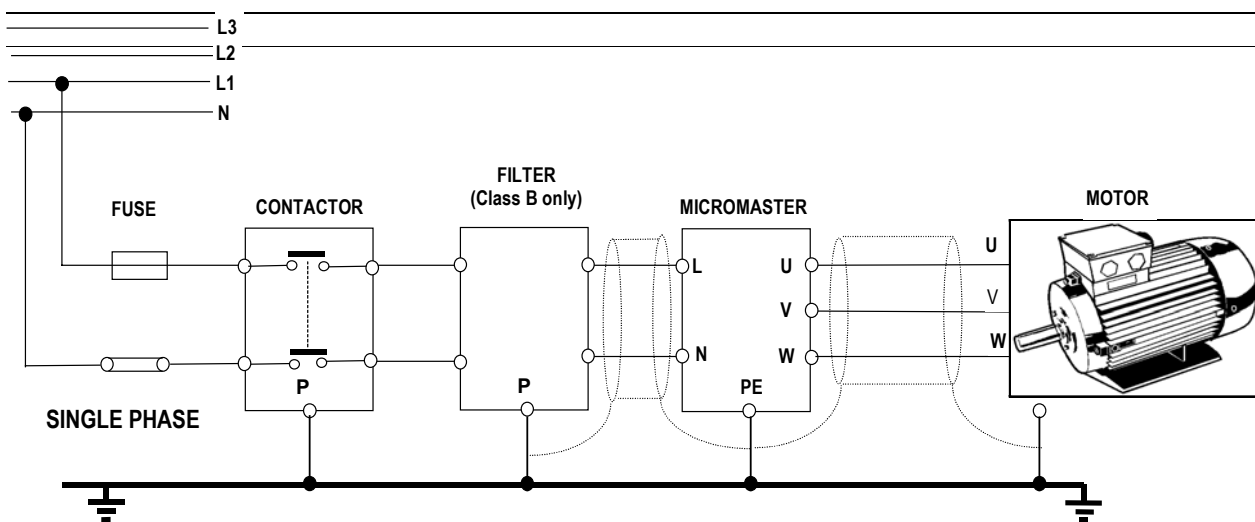 L3
L2
L1
N
FILTER
(Class B only)
FUSE
CONTACTOR
MICROMASTER
MOTOR
U
L
U
V
V
N
W
W
P
P
PE
SINGLE PHASE